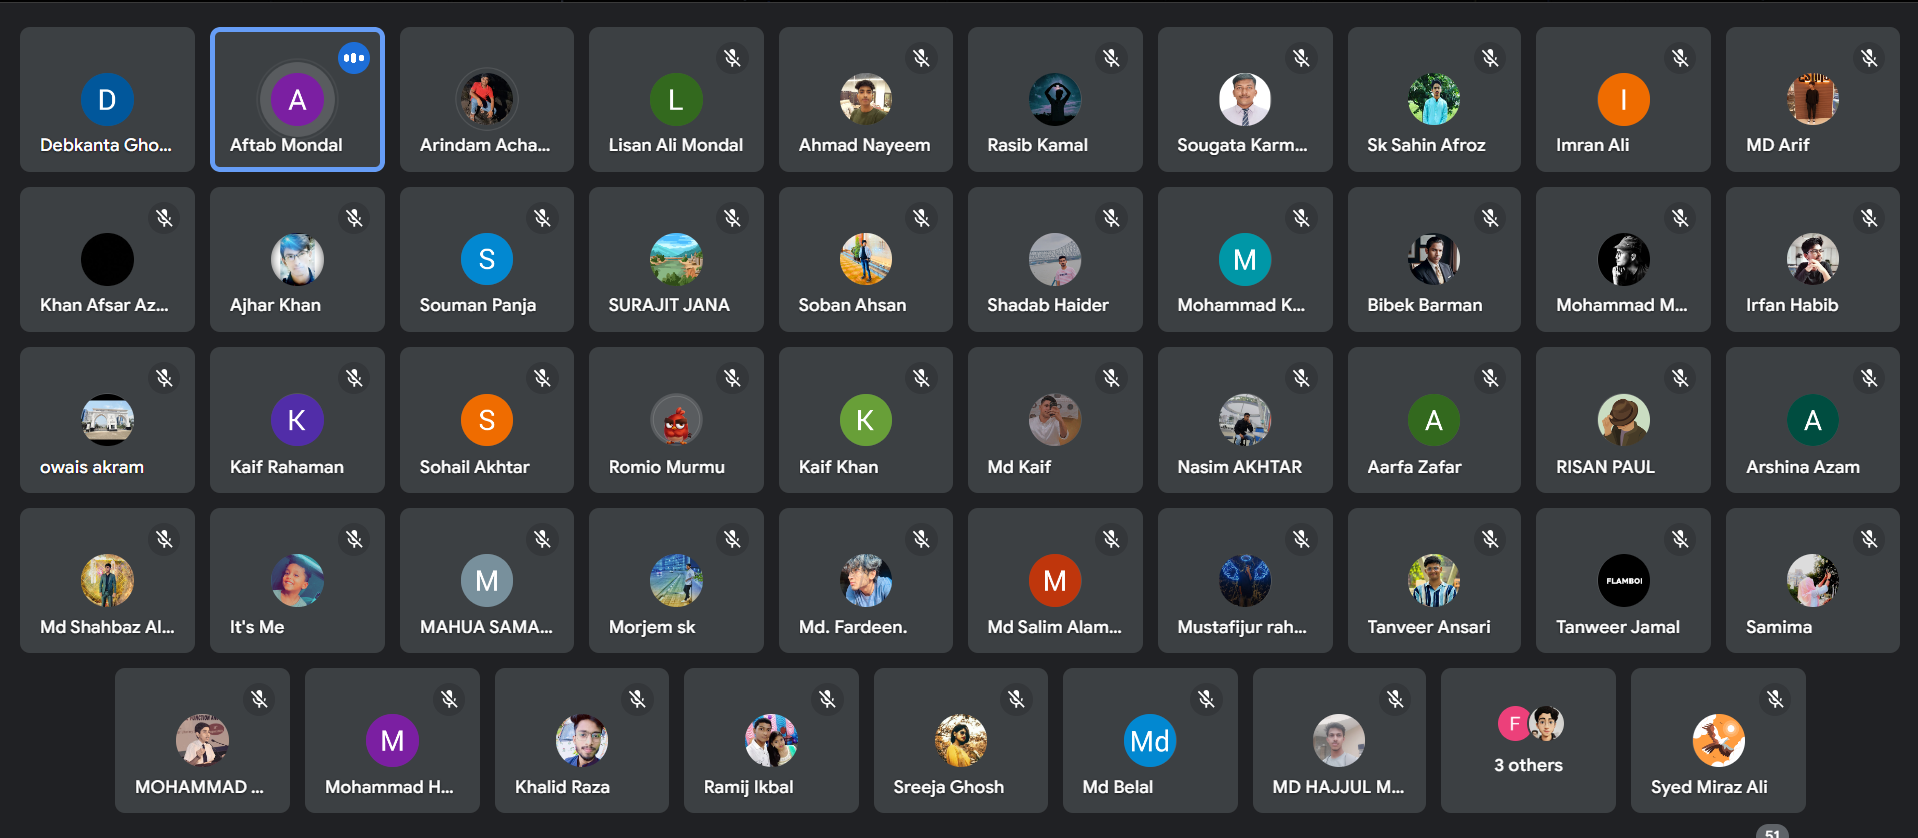 D
Debkanta Gho...
A
Aftab Mondal
Arindam Acha...
L
Lisan Ali Mondal
Ahmad Nayeem
Rasib Kamal
Sougata Karm...
Sk Sahin Afroz
I
Imran Ali
MD Arif
Khan Afsar Az...
Ajhar Khan
S
Souman Panja
SURAJIT JANA
Soban Ahsan
Shadab Haider
M
Mohammad K...
Bibek Barman
Mohammad M...
Irfan Habib
owais akram
K
Kaif Rahaman
S
Sohail Akhtar
Romio Murmu
K
Kaif Khan
Md Kaif
Nasim AKHTAR
A
Aarfa Zafar
RISAN PAUL
A
Arshina Azam
Md Shahbaz Al...
It's Me
M
MAHUA SAMA...
Morjem sk
Md. Fardeen.
M
Md Salim Alam...
Mustafijur rah...
Tanveer Ansari
FLAMBOI
Tanweer Jamal
Samima
MOHAMMAD ...
M
Mohammad H...
Khalid Raza
Ramij Ikbal
Sreeja Ghosh
Md
Md Belal
MD HAJJUL M...
F
3 others
Syed Miraz Ali
51